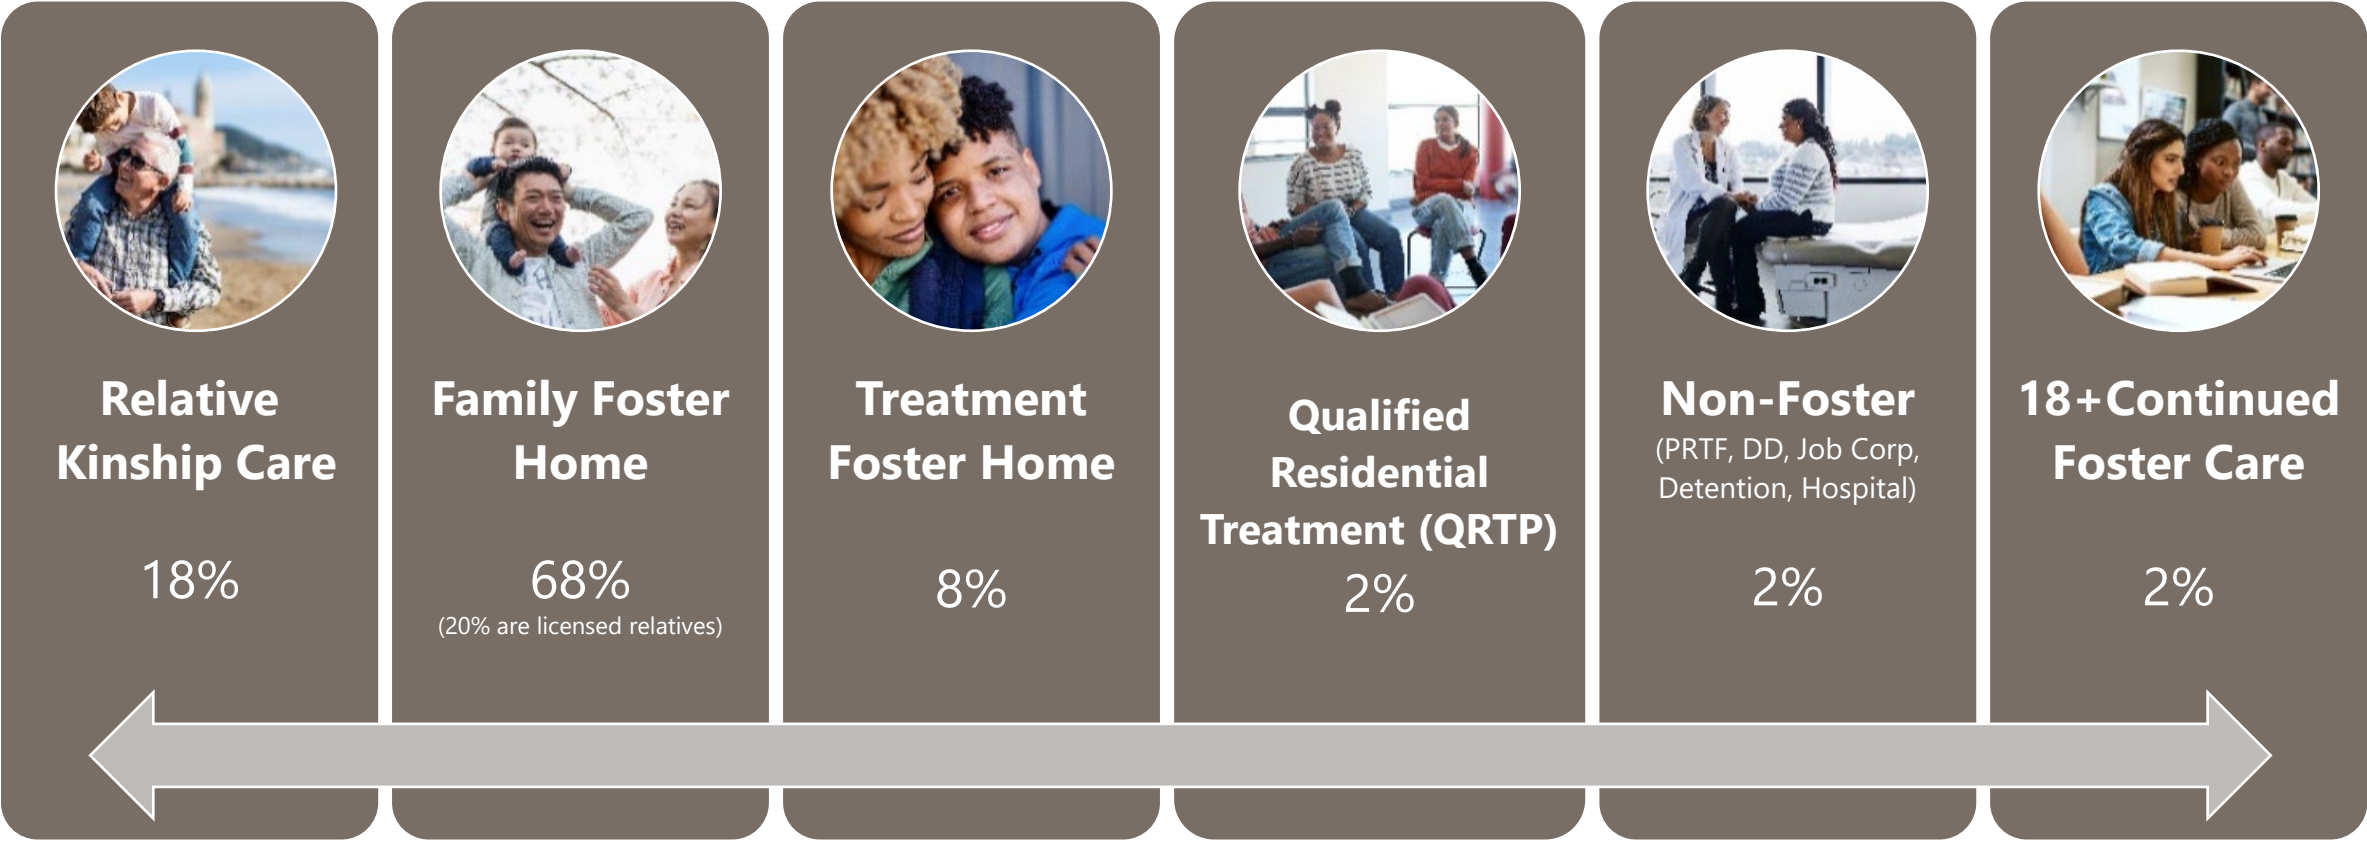 Relative
Kinship Care
18%
Family Foster
Home
68%
(20% are licensed relatives)
Treatment
Foster Home
8%
Qualified
Residential
Treatment (QRTP)
2%
Non-Foster
(PRTF, DD, Job Corp,
Detention, Hospital)
2%
18+Continued
Foster Care
2%